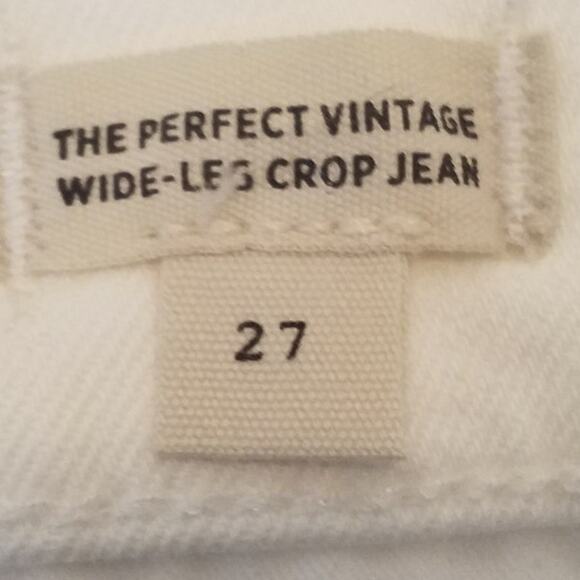 THE PERFECT VINTAGE
WIDE-LEG CROP JEAN
27